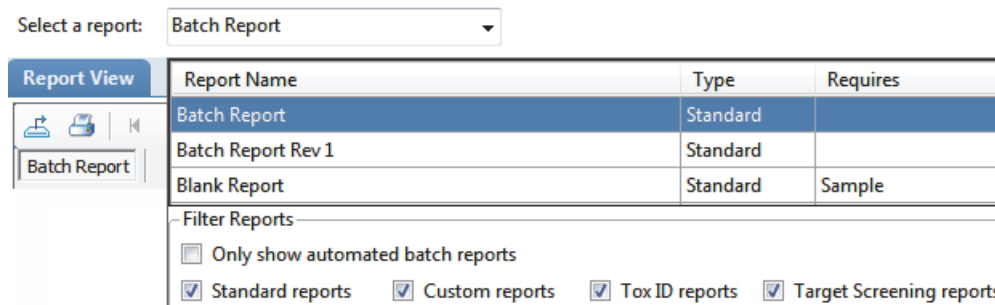 Select a report: Batch Report
Report View
Report Name Type Requires
Batch Report Standard
Batch Report Rev 1 Standard
Batch Report
Blank Report Standard Sample
Filter Reports
Only show automated batch reports
Standard reports Custom reports Tox ID reports Target Screening reports